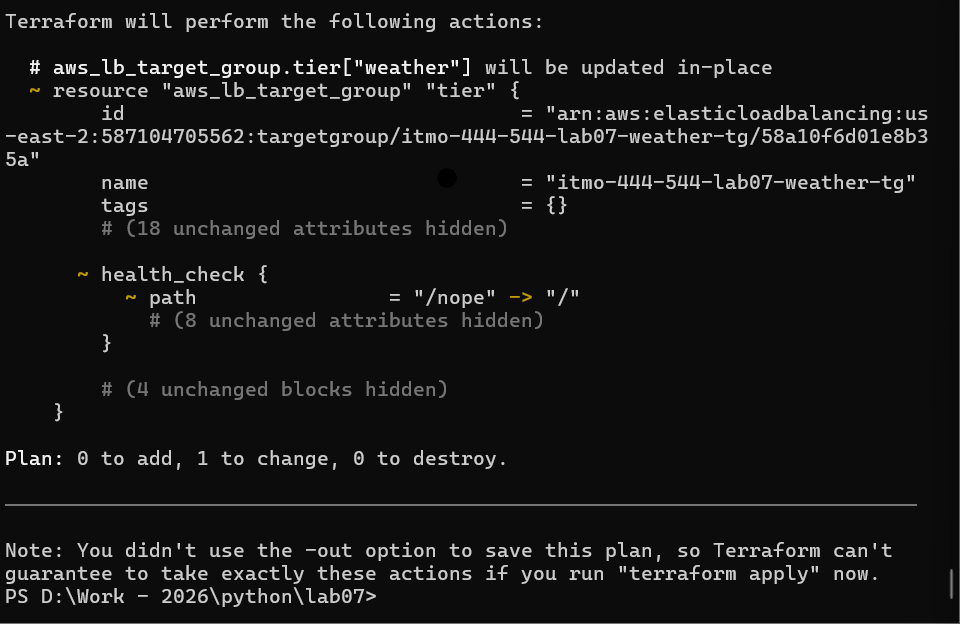 Terraform will perform the following actions:
# aws_lb_target_group.tier["weather"] will be updated in-place
~ resource "aws_lb_target_group" "tier" {
id = "arn:aws:elasticloadbalancing:us
-east-2:587104705562:targetgroup/itmo-444-544-lab07-weather-tg/58a10f6d01e8b3
5a"
name = "itmo-444-544-lab07-weather-tg"
tags = {}
# (18 unchanged attributes hidden)
~ health_check {
~ path = "/nope" -> "/"
# (8 unchanged attributes hidden)
}
# (4 unchanged blocks hidden)
}
Plan: 0 to add, 1 to change, 0 to destroy.
Note: You didn't use the -out option to save this plan, so Terraform can't
guarantee to take exactly these actions if you run "terraform apply" now.
PS D:\Work - 2026\python\lab07>